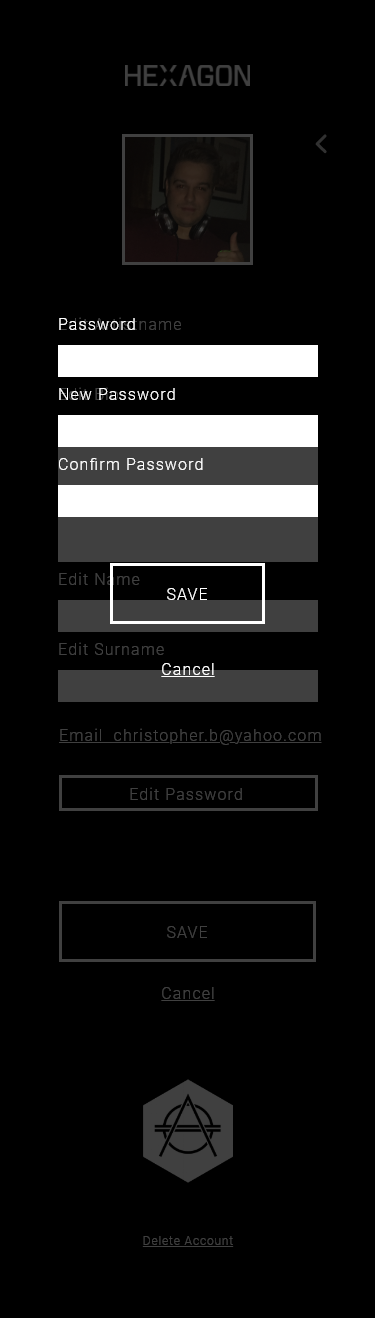 HEXAGON
Password
New Password
Confirm Password
Edit Name
SAVE
Edit Surname
Cancel
Email christopher.b@yahoo.com
Edit Password
SAVE
Cancel
Delete Account